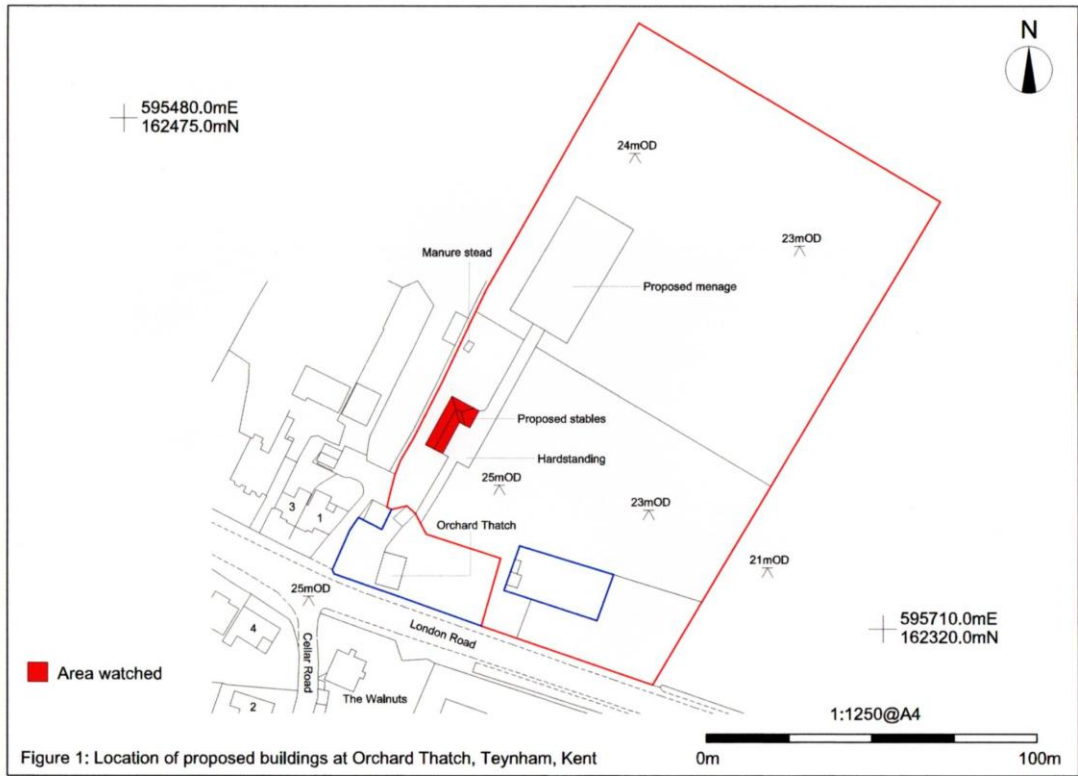 N
595480.0mE
162475.0mN
24mOD
23mOD
Manure stead
Proposed menage
Proposed stables
Hardstanding
25mOD
23mOD
Orchard Thatch
3
1
21mOD
25mOD
595710.0mE
162320.0mN
4
London Road
Cellar Road
Area watched
The Walnuts
2
1:1250@A4
0m
100m
Figure 1: Location of proposed buildings at Orchard Thatch, Teynham, Kent